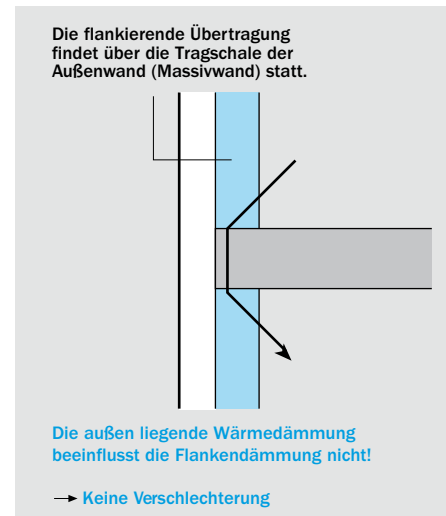 Die flankierende Übertragung
findet über die Tragschale der
Außenwand (Massivwand) statt.
Die außen liegende Wärmedämmung
beeinflusst die Flankendämmung nicht!
→ Keine Verschlechterung